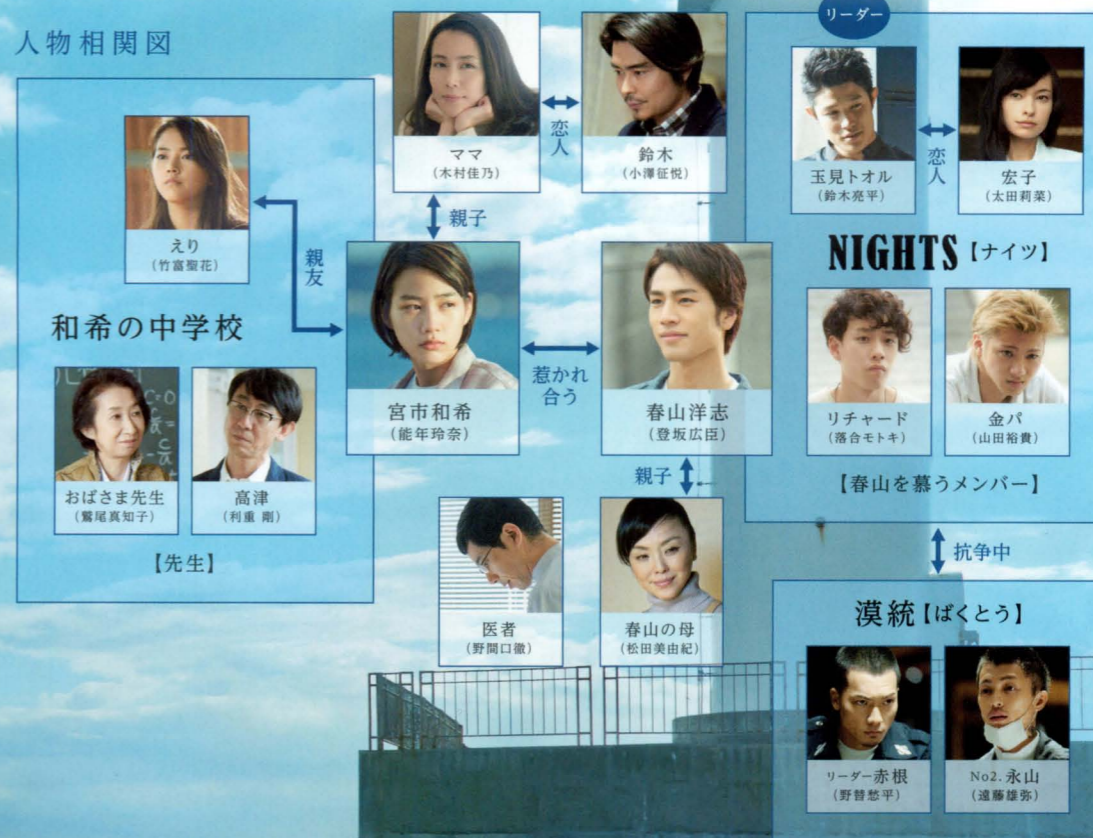 人物相関図
リーダー
ママ
(木村佳乃)
恋人
鈴木
(小澤征悦)
玉見トオル
(鈴木亮平)
恋人
宏子
(太田莉菜)
親子
えり
(竹富聖花)
親友
NIGHTS【ナイツ】
和希の中学校
宮市和希
(能年玲奈)
惹かれ
合う
春山洋志
(登坂広臣)
リチャード
(落合モトキ)
金パ
(山田裕貴)
【春山を慕うメンバー】
おばさま先生
(鷲尾真知子)
高津
(利重 剛)
【先生】
親子
医者
(野間口徹)
春山の母
(松田美由紀)
抗争中
漠統【ばくとう】
リーダー赤根
(野替愁平)
No2.永山
(遠藤雄弥)